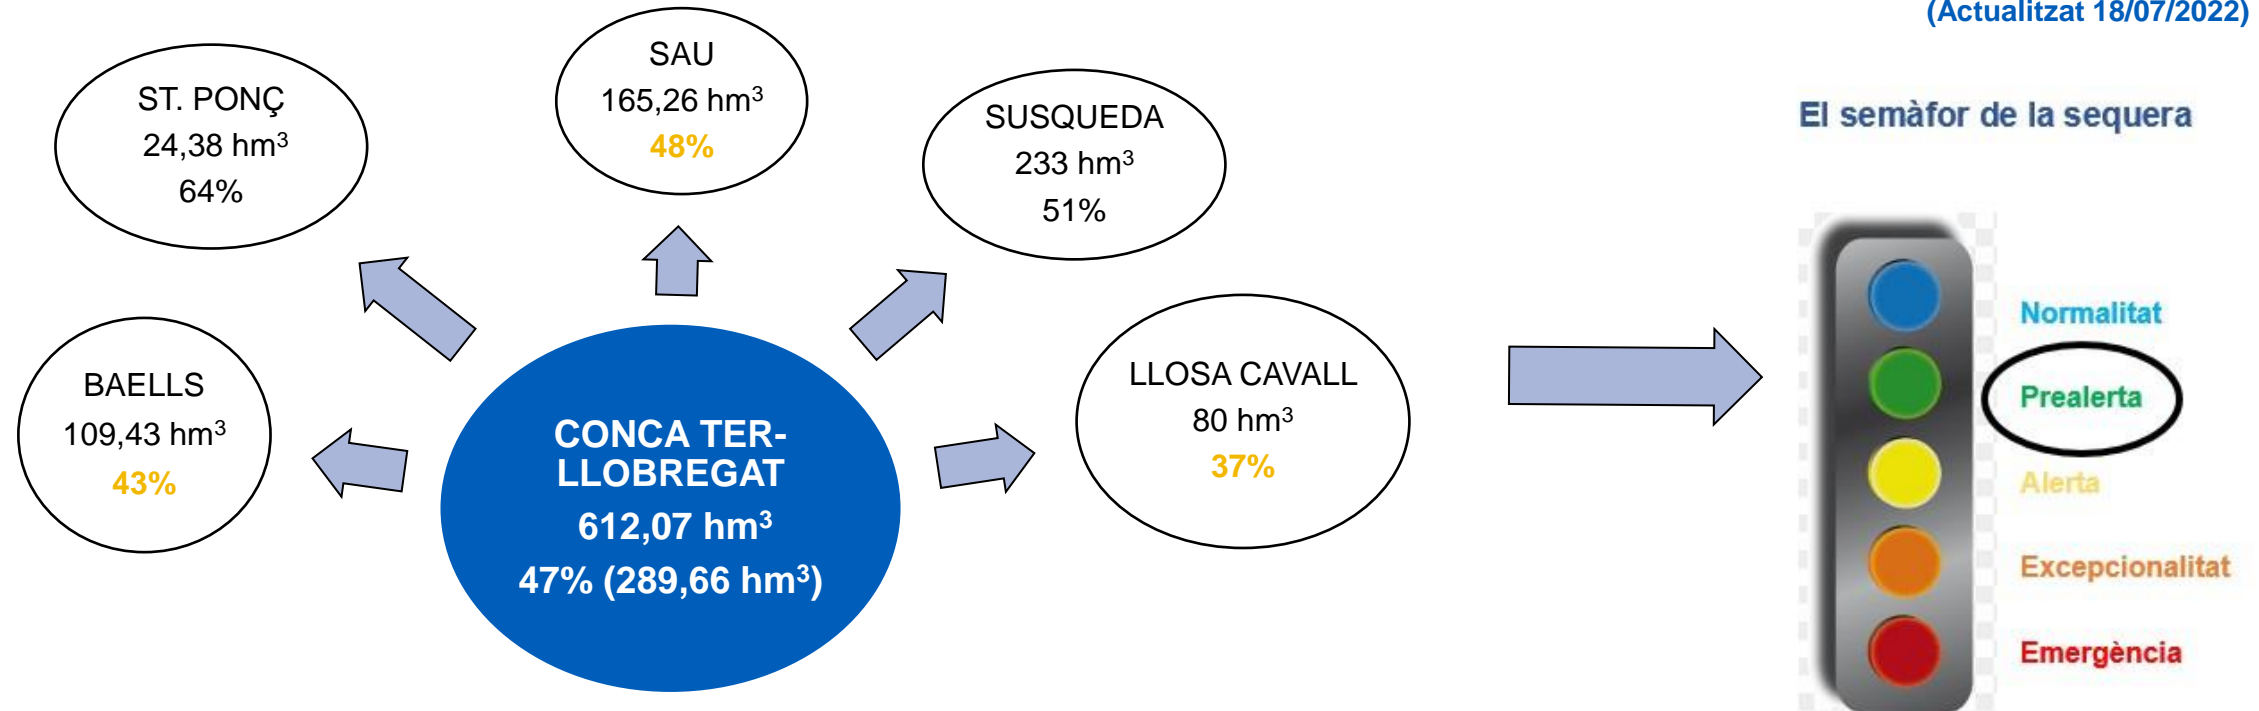 (Actualitzat 18/07/2022)
ST. PONÇ
24,38 hm³
64%
SAU
165,26 hm³
48%
SUSQUEDA
233 hm³
51%
BAELLS
109,43 hm³
43%
CONCA TER-
LLOBREGAT
612,07 hm³
47% (289,66 hm³)
LLOSA CAVALL
80 hm³
37%
El semàfor de la sequera
Normalitat
Prealerta
Alerta
Excepcionalitat
Emergència